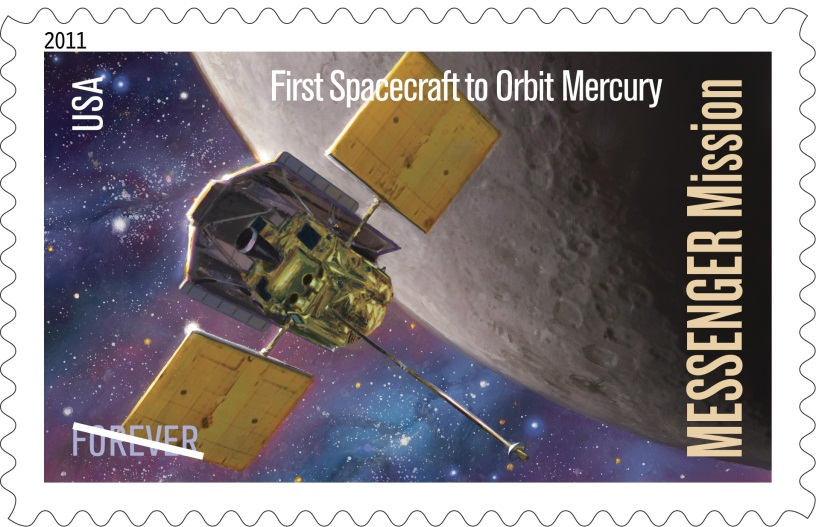 2011
USA
First Spacecraft to Orbit Mercury
MESSENGER Mission
FOREVER